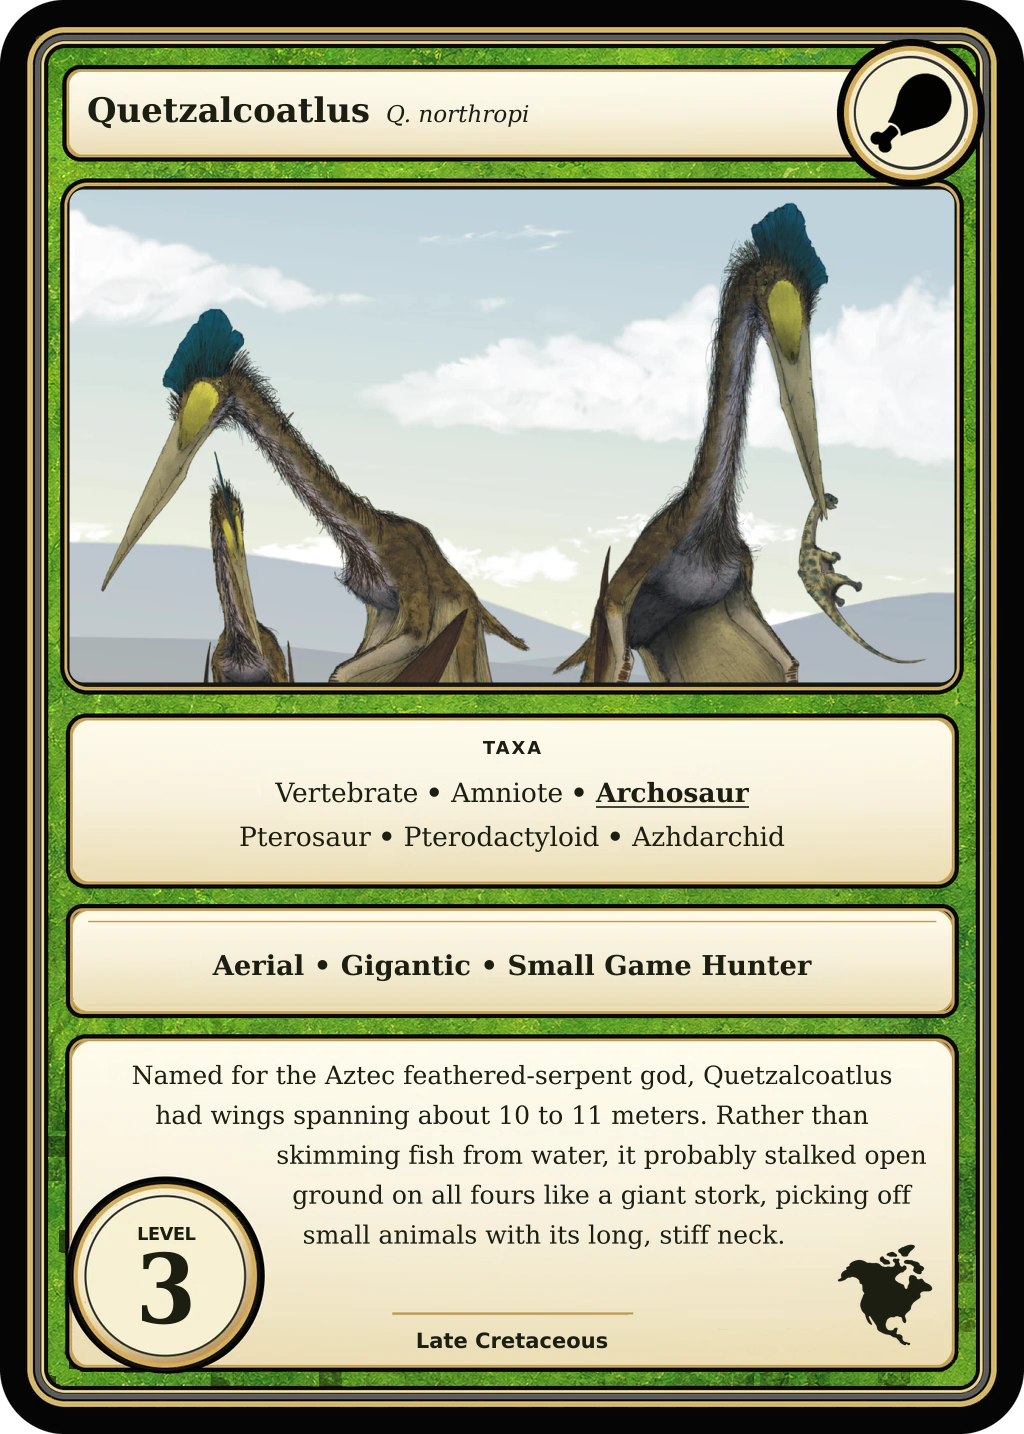 Quetzalcoatlus Q. northropi
TAXA
Vertebrate • Amniote • Archosaur
Pterosaur • Pterodactyloid • Azhdarchid
Aerial • Gigantic • Small Game Hunter
Named for the Aztec feathered-serpent god, Quetzalcoatlus
had wings spanning about 10 to 11 meters. Rather than
skimming fish from water, it probably stalked open
ground on all fours like a giant stork, picking off
small animals with its long, stiff neck.
LEVEL
3
Late Cretaceous